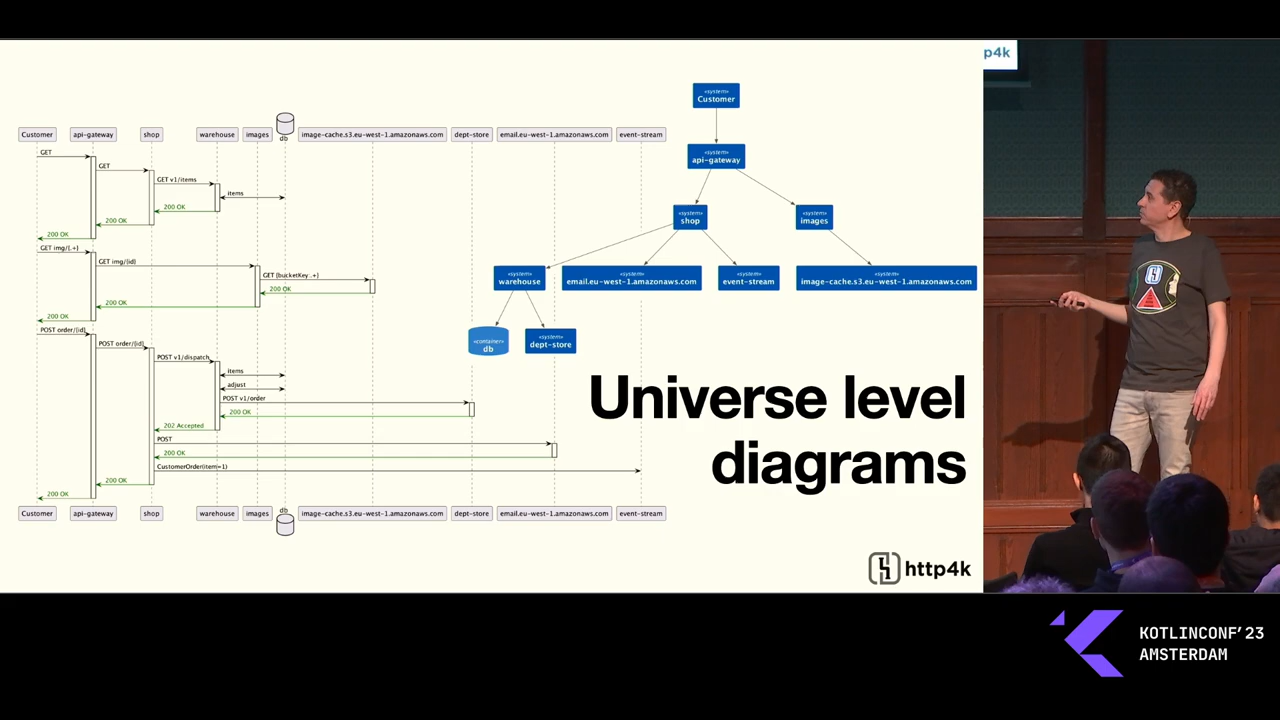 p4k
Customer
api-gateway
shop
warehouse
images
db
image-cache.s3.eu-west-1.amazonaws.com
dept-store
email.eu-west-1.amazonaws.com
event-stream
GET
GET
GET v1/items
items
200 OK
200 OK
200 OK
GET img/{.+}
GET img/{id}
GET {bucketKey:.+}
200 OK
200 OK
200 OK
POST order/{id}
POST order/{id}
POST v1/dispatch
items
adjust
POST v1/order
200 OK
202 Accepted
POST
200 OK
CustomerOrder(item=1)
200 OK
200 OK
Customer
api-gateway
shop
warehouse
images
db
image-cache.s3.eu-west-1.amazonaws.com
dept-store
email.eu-west-1.amazonaws.com
event-stream
«system»
Customer
«system»
api-gateway
«system»
shop
«system»
images
«system»
warehouse
«system»
email.eu-west-1.amazonaws.com
«system»
event-stream
«system»
image-cache.s3.eu-west-1.amazonaws.com
«container»
db
«system»
dept-store
Universe level
diagrams
http4k
KOTLINCONF'23
AMSTERDAM